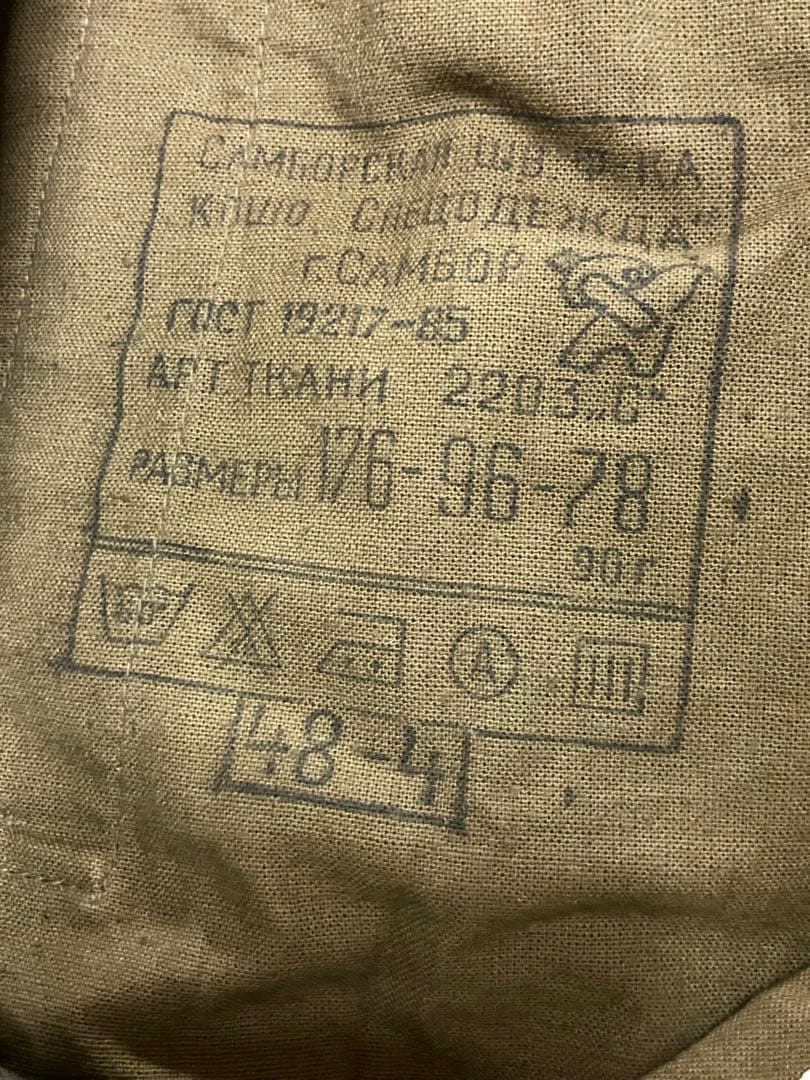 САМБОРСКАЯ ШВ. Ф-КА
КПШО „СПЕЦОДЕЖДА"
г. САМБОР
ГОСТ 19217-85
АРТ. ТКАНИ 2203 „С"
РАЗМЕРЫ 176-96-78
90 г.
A
48-4